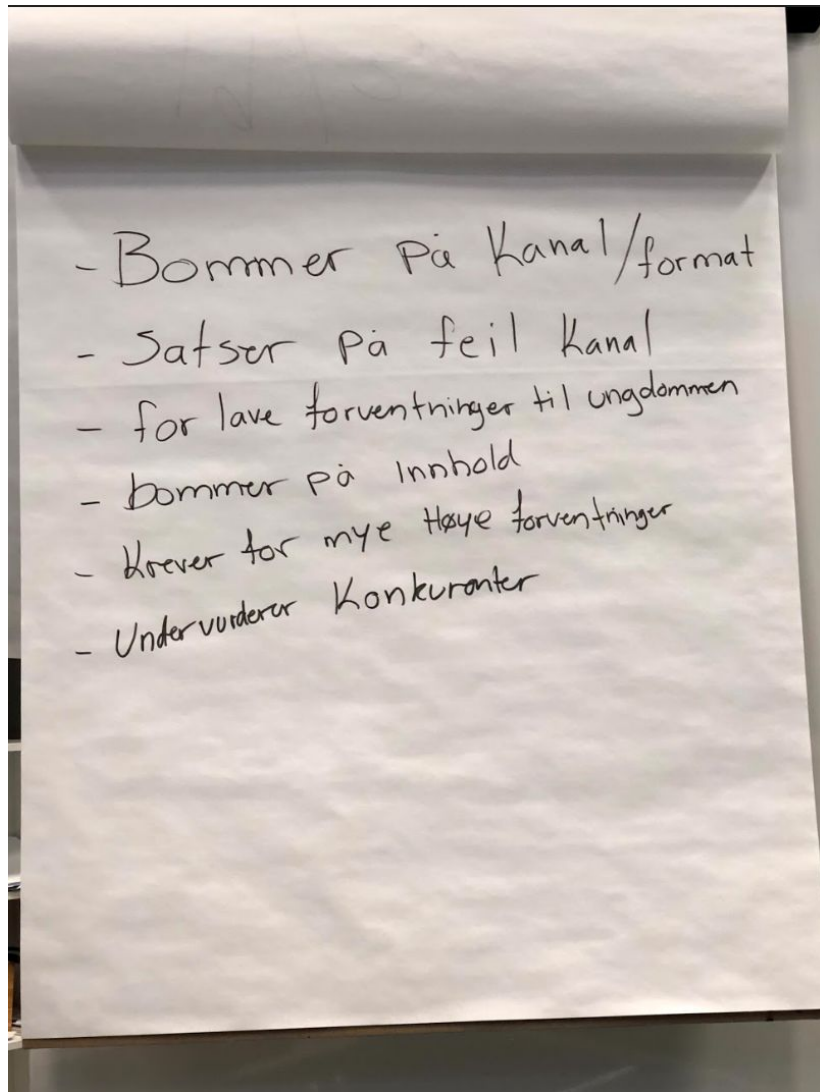 - Bommer på Kanal/format
- Satser på feil Kanal
- for lave forventninger til ungdommen
- bommer på innhold
- Krever for mye Høye forventninger
- Undervurderer Konkuranter